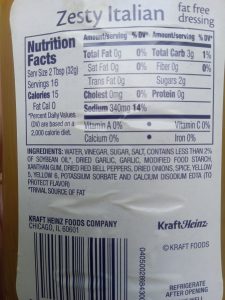 Zesty Italian
fat free
dressing
Nutrition
Facts
Serv Size 2 Tbsp (32g)
Servings 16
Calories 15
Fat Cal 0
*Percent Daily Values
(DV) are based on a
2,000 calorie diet.
Amount/serving % DV*
Total Fat 0g 0%
Sat Fat 0g 0%
Trans Fat 0g
Cholest 0mg 0%
Sodium 340mg 14%
Amount/serving % DV*
Total Carb 3g 1%
Fiber 0g 0%
Sugars 2g
Protein 0g
Vitamin A 0% • Vitamin C 0%
Calcium 0% • Iron 0%
INGREDIENTS: WATER, VINEGAR, SUGAR, SALT, CONTAINS LESS THAN 2%
OF SOYBEAN OIL*, DRIED GARLIC, GARLIC, MODIFIED FOOD STARCH,
XANTHAN GUM, DRIED RED BELL PEPPERS, DRIED ONIONS, SPICE, YELLOW
5, YELLOW 6, POTASSIUM SORBATE AND CALCIUM DISODIUM EDTA (TO
PROTECT FLAVOR)
*TRIVIAL SOURCE OF FAT
KRAFT HEINZ FOODS COMPANY
CHICAGO, IL 60601
KraftHeinz
© KRAFT FOODS
REFRIGERATE
AFTER OPENING